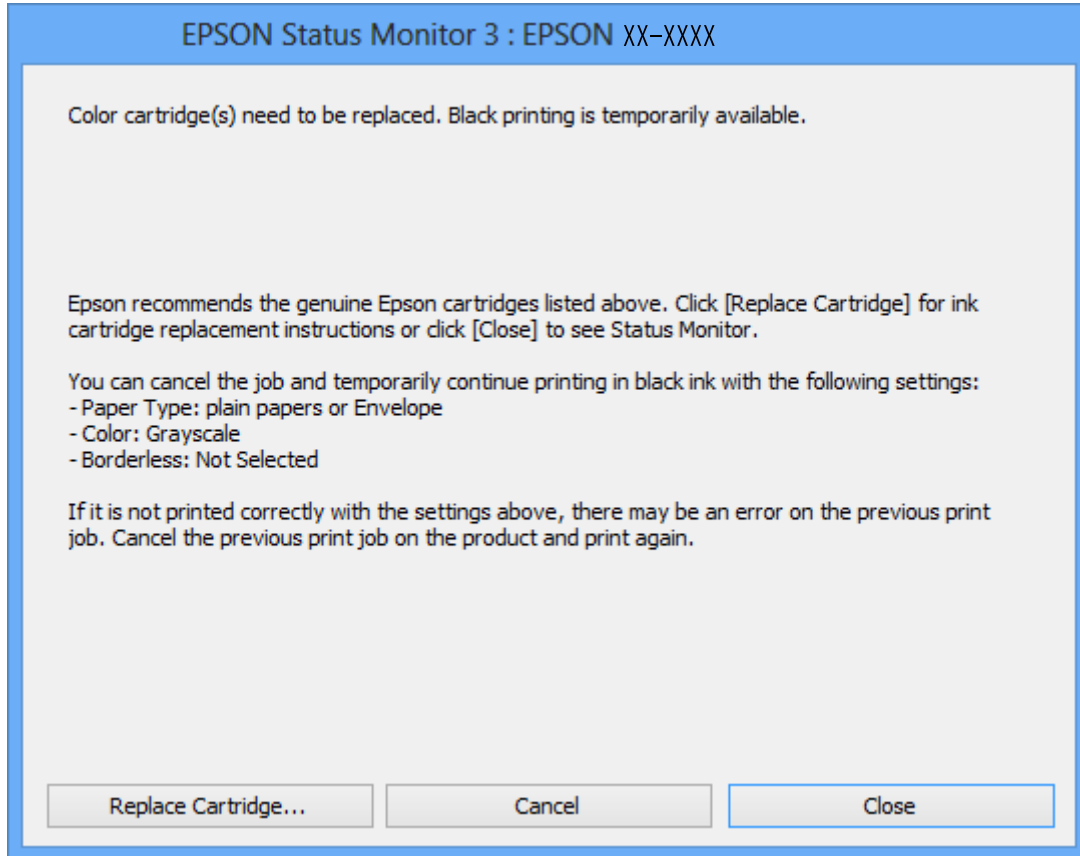 EPSON Status Monitor 3 : EPSON XX-XXXX
Color cartridge(s) need to be replaced. Black printing is temporarily available.
Epson recommends the genuine Epson cartridges listed above. Click [Replace Cartridge] for ink
cartridge replacement instructions or click [Close] to see Status Monitor.
You can cancel the job and temporarily continue printing in black ink with the following settings:
- Paper Type: plain papers or Envelope
- Color: Grayscale
- Borderless: Not Selected
If it is not printed correctly with the settings above, there may be an error on the previous print
job. Cancel the previous print job on the product and print again.
Replace Cartridge...
Cancel
Close